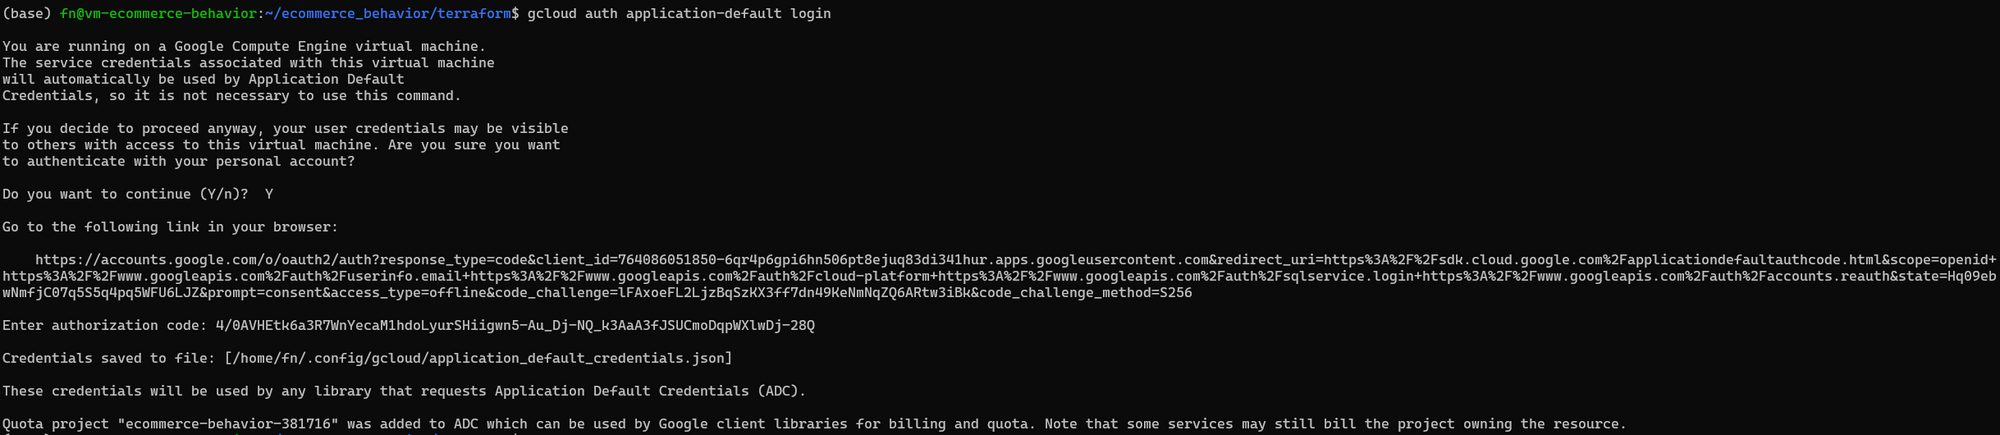 (base) fn@vm-ecommerce-behavior:~/ecommerce_behavior/terraform$ gcloud auth application-default login
You are running on a Google Compute Engine virtual machine.
The service credentials associated with this virtual machine
will automatically be used by Application Default
Credentials, so it is not necessary to use this command.
If you decide to proceed anyway, your user credentials may be visible
to others with access to this virtual machine. Are you sure you want
to authenticate with your personal account?
Do you want to continue (Y/n)?  Y
Go to the following link in your browser:
https://accounts.google.com/o/oauth2/auth?response_type=code&client_id=764086051850-6qr4p6gpi6hn506pt8ejuq83di341hur.apps.googleusercontent.com&redirect_uri=https%3A%2F%2Fsdk.cloud.google.com%2Fapplicationdefaultauthcode.html&scope=openid+
https%3A%2F%2Fwww.googleapis.com%2Fauth%2Fuserinfo.email+https%3A%2F%2Fwww.googleapis.com%2Fauth%2Fcloud-platform+https%3A%2F%2Fwww.googleapis.com%2Fauth%2Fsqlservice.login+https%3A%2F%2Fwww.googleapis.com%2Fauth%2Faccounts.reauth&state=Hq09eb
wNmfjC07q5S5q4pq5WFU6LJZ&prompt=consent&access_type=offline&code_challenge=lFAxoeFL2LjzBqSzKX3ff7dn49KeNmNqZQ6ARtw3iBk&code_challenge_method=S256
Enter authorization code: 4/0AVHEtk6a3R7WnYecaM1hdoLyurSHiigwn5-Au_Dj-NQ_k3AaA3fJSUCmoDqpWXlwDj-28Q
Credentials saved to file: [/home/fn/.config/gcloud/application_default_credentials.json]
These credentials will be used by any library that requests Application Default Credentials (ADC).
Quota project "ecommerce-behavior-381716" was added to ADC which can be used by Google client libraries for billing and quota. Note that some services may still bill the project owning the resource.